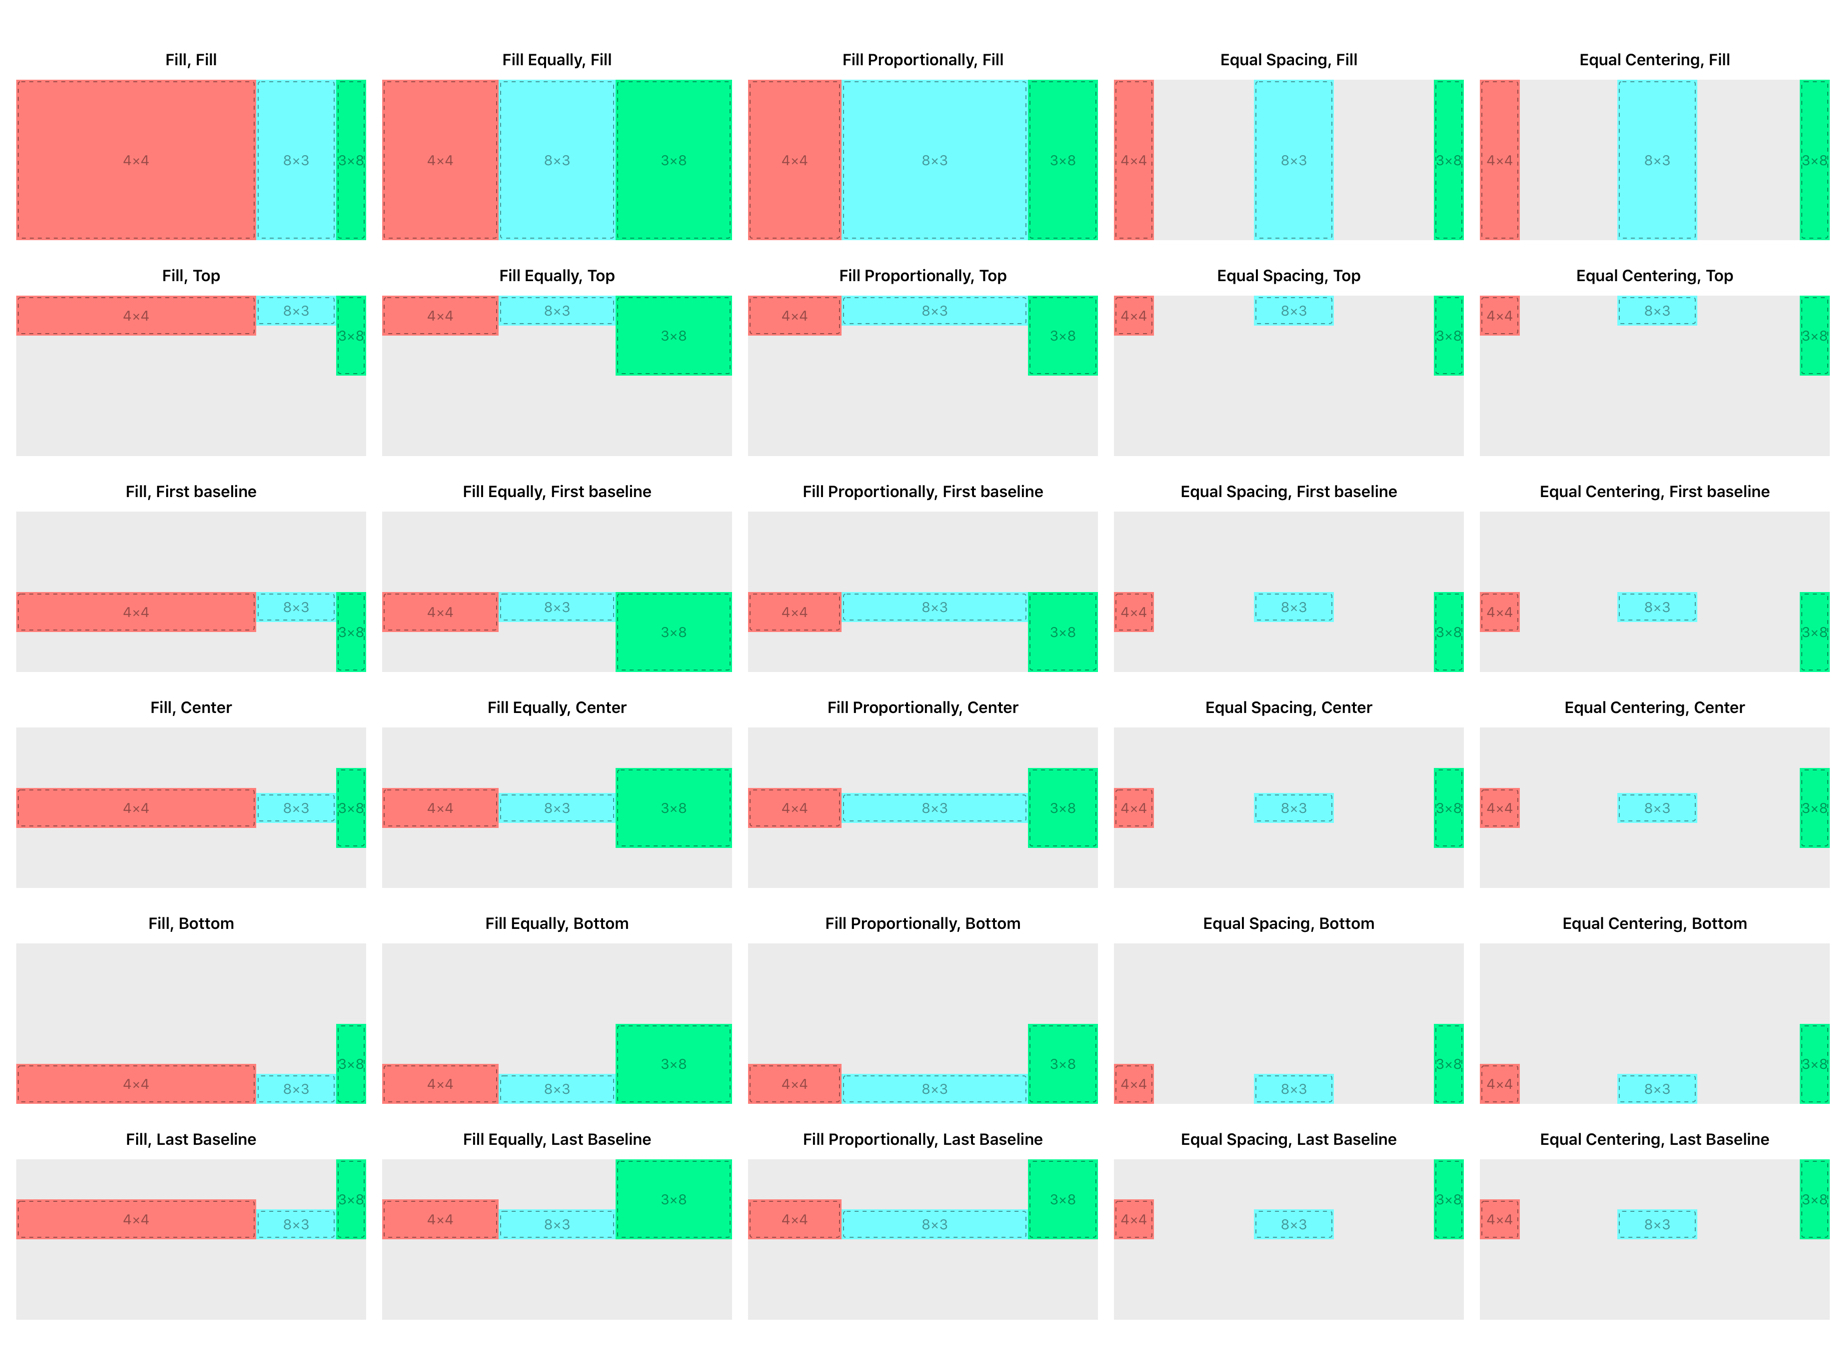 Fill, Fill
Fill Equally, Fill
Fill Proportionally, Fill
Equal Spacing, Fill
Equal Centering, Fill
4×4 8×3 3×8
4×4 8×3 3×8
4×4 8×3 3×8
4×4 8×3 3×8
4×4 8×3 3×8
Fill, Top
Fill Equally, Top
Fill Proportionally, Top
Equal Spacing, Top
Equal Centering, Top
4×4 8×3 3×8
4×4 8×3 3×8
4×4 8×3 3×8
4×4 8×3 3×8
4×4 8×3 3×8
Fill, First baseline
Fill Equally, First baseline
Fill Proportionally, First baseline
Equal Spacing, First baseline
Equal Centering, First baseline
4×4 8×3 3×8
4×4 8×3 3×8
4×4 8×3 3×8
4×4 8×3 3×8
4×4 8×3 3×8
Fill, Center
Fill Equally, Center
Fill Proportionally, Center
Equal Spacing, Center
Equal Centering, Center
4×4 8×3 3×8
4×4 8×3 3×8
4×4 8×3 3×8
4×4 8×3 3×8
4×4 8×3 3×8
Fill, Bottom
Fill Equally, Bottom
Fill Proportionally, Bottom
Equal Spacing, Bottom
Equal Centering, Bottom
4×4 8×3 3×8
4×4 8×3 3×8
4×4 8×3 3×8
4×4 8×3 3×8
4×4 8×3 3×8
Fill, Last Baseline
Fill Equally, Last Baseline
Fill Proportionally, Last Baseline
Equal Spacing, Last Baseline
Equal Centering, Last Baseline
4×4 8×3 3×8
4×4 8×3 3×8
4×4 8×3 3×8
4×4 8×3 3×8
4×4 8×3 3×8